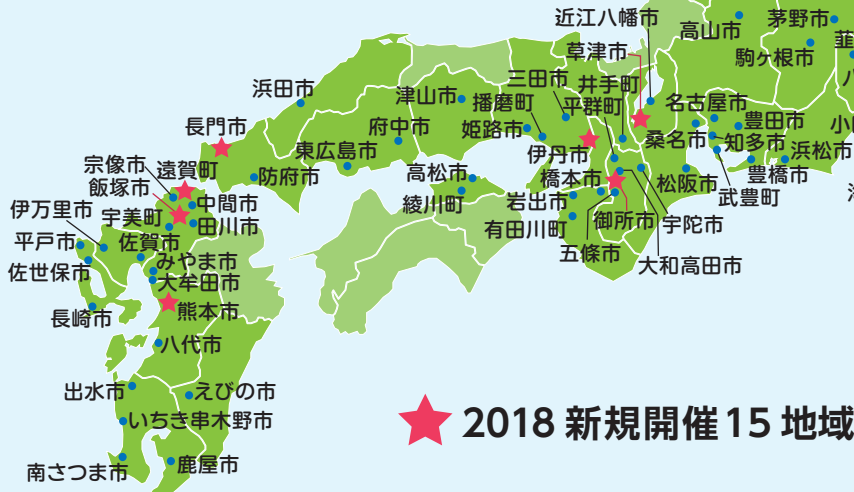 近江八幡市
高山市
茅野市
草津市
駒ヶ根市
浜田市
津山市
播磨町
三田市
井手町
平群町
名古屋市
豊田市
長門市
府中市
姫路市
桑名市
知多市
浜松市
東広島市
伊丹市
宗像市
遠賀町
飯塚市
防府市
高松市
橋本市
松阪市
豊橋市
武豊町
伊万里市
宇美町
中間市
田川市
綾川町
岩出市
御所市
宇陀市
平戸市
佐賀市
有田川町
五條市
大和高田市
佐世保市
みやま市
大牟田市
長崎市
熊本市
八代市
出水市
えびの市
いちき串木野市
南さつま市
鹿屋市
2018 新規開催 15 地域